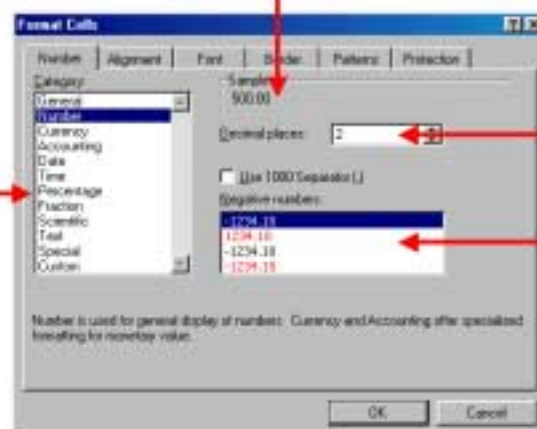 Format Cells
Number Alignment Font Border Patterns Protection
Category:
General
Number
Currency
Accounting
Date
Time
Percentage
Fraction
Scientific
Text
Special
Custom
Sample
500.00
Decimal places: 2
Use 1000 Separator (,)
Negative numbers:
-1234.10
1234.10
-1234.10
-1234.10
Number is used for general display of numbers. Currency and Accounting offer specialized
formatting for monetary value.
OK Cancel